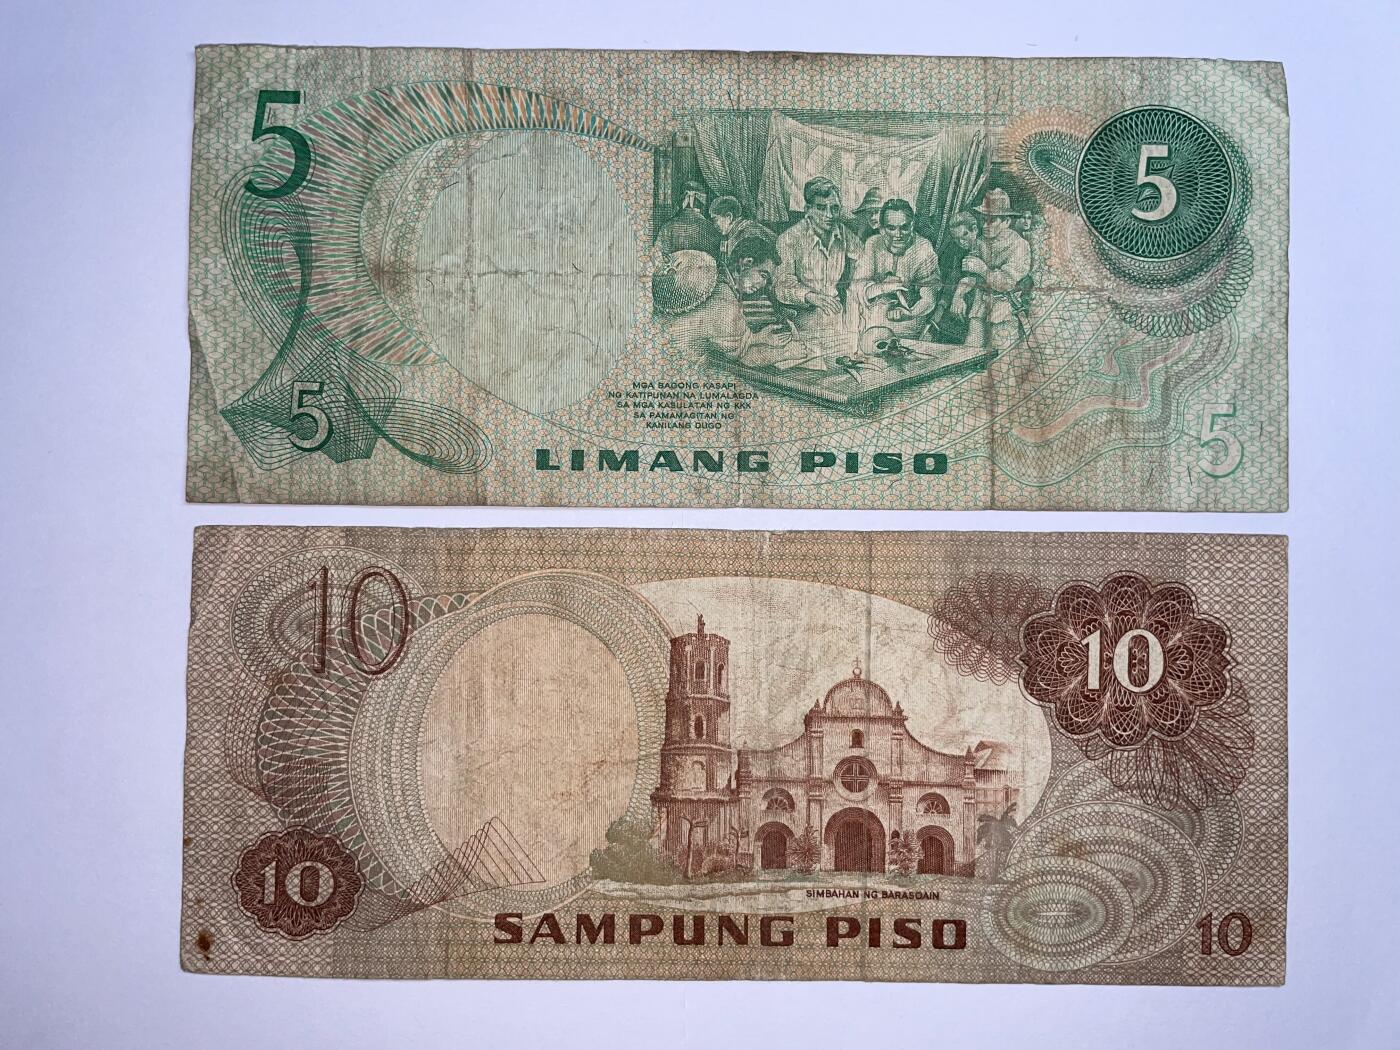 5
5
KKK
MGA BAGONG KASAPI
NG KATIPUNAN NA LUMALAGDA
SA MGA KASULATAN NG KKK
SA PAMAMAGITAN NG
KANILANG DUGO
5
5
LIMANG PISO
10
10
SIMBAHAN NG BARASOAIN
10
SAMPUNG PISO
10